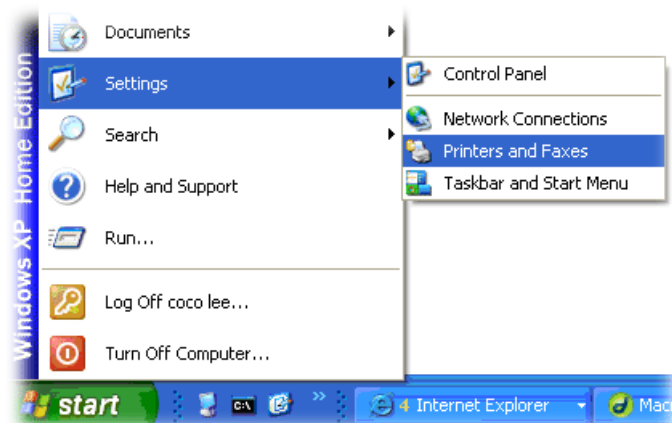 Windows XP Home Edition
Documents
Settings
Search
Help and Support
Run...
Log Off coco lee...
Turn Off Computer...
Control Panel
Network Connections
Printers and Faxes
Taskbar and Start Menu
start
C:\
»
4 Internet Explorer
Mac